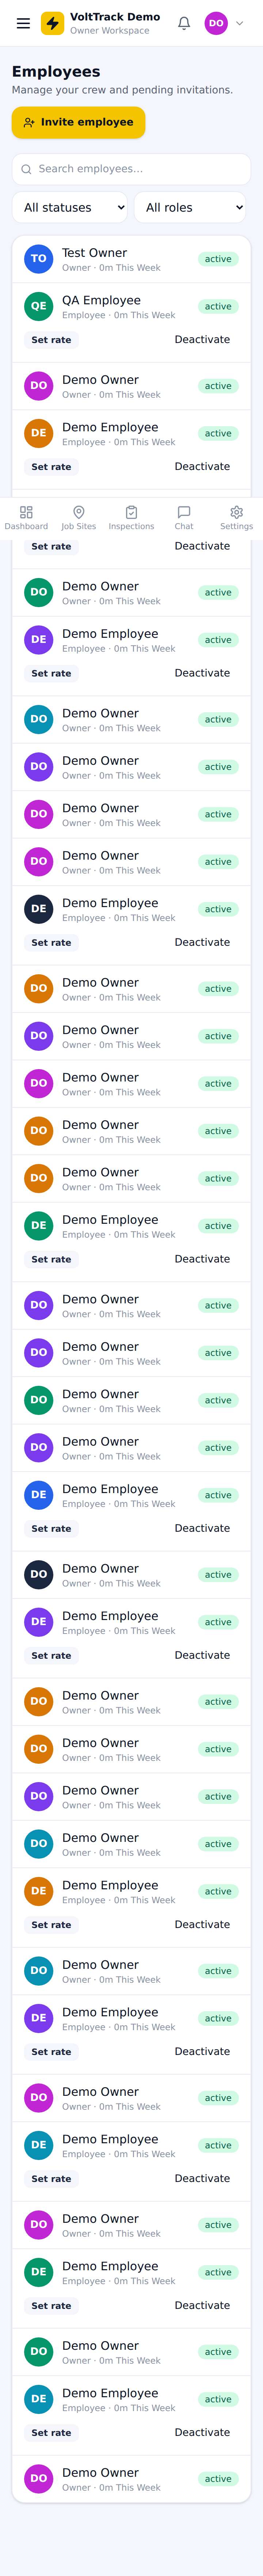 VoltTrack Demo
Owner Workspace
DO
Employees
Manage your crew and pending invitations.
Invite employee
Search employees...
All statuses
All roles
TO
Test Owner
Owner · 0m This Week
active
QE
QA Employee
Employee · 0m This Week
active
Set rate
Deactivate
DO
Demo Owner
Owner · 0m This Week
active
DE
Demo Employee
Employee · 0m This Week
active
Set rate
Deactivate
Dashboard
Job Sites
Inspections
Chat
Settings
Set rate
Deactivate
DO
Demo Owner
Owner · 0m This Week
active
DE
Demo Employee
Employee · 0m This Week
active
Set rate
Deactivate
DO
Demo Owner
Owner · 0m This Week
active
DO
Demo Owner
Owner · 0m This Week
active
DO
Demo Owner
Owner · 0m This Week
active
DO
Demo Owner
Owner · 0m This Week
active
DE
Demo Employee
Employee · 0m This Week
active
Set rate
Deactivate
DO
Demo Owner
Owner · 0m This Week
active
DO
Demo Owner
Owner · 0m This Week
active
DO
Demo Owner
Owner · 0m This Week
active
DO
Demo Owner
Owner · 0m This Week
active
DO
Demo Owner
Owner · 0m This Week
active
DE
Demo Employee
Employee · 0m This Week
active
Set rate
Deactivate
DO
Demo Owner
Owner · 0m This Week
active
DO
Demo Owner
Owner · 0m This Week
active
DO
Demo Owner
Owner · 0m This Week
active
DO
Demo Owner
Owner · 0m This Week
active
DE
Demo Employee
Employee · 0m This Week
active
Set rate
Deactivate
DO
Demo Owner
Owner · 0m This Week
active
DE
Demo Employee
Employee · 0m This Week
active
Set rate
Deactivate
DO
Demo Owner
Owner · 0m This Week
active
DO
Demo Owner
Owner · 0m This Week
active
DO
Demo Owner
Owner · 0m This Week
active
DO
Demo Owner
Owner · 0m This Week
active
DE
Demo Employee
Employee · 0m This Week
active
Set rate
Deactivate
DO
Demo Owner
Owner · 0m This Week
active
DE
Demo Employee
Employee · 0m This Week
active
Set rate
Deactivate
DO
Demo Owner
Owner · 0m This Week
active
DE
Demo Employee
Employee · 0m This Week
active
Set rate
Deactivate
DO
Demo Owner
Owner · 0m This Week
active
DE
Demo Employee
Employee · 0m This Week
active
Set rate
Deactivate
DO
Demo Owner
Owner · 0m This Week
active
DE
Demo Employee
Employee · 0m This Week
active
Set rate
Deactivate
DO
Demo Owner
Owner · 0m This Week
active